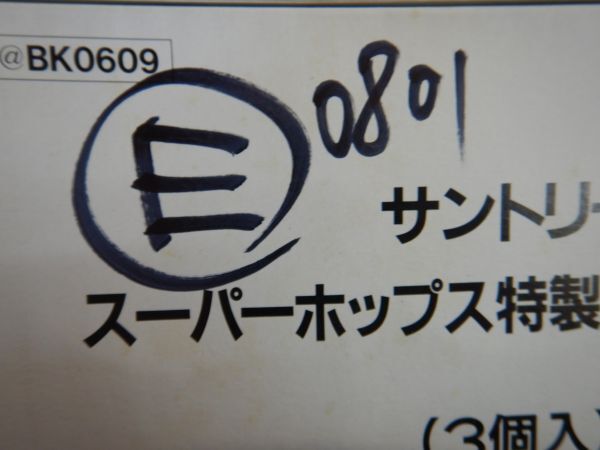 @BK0609
E 0801
サントリー
スーパーホップス特製
(3個入)